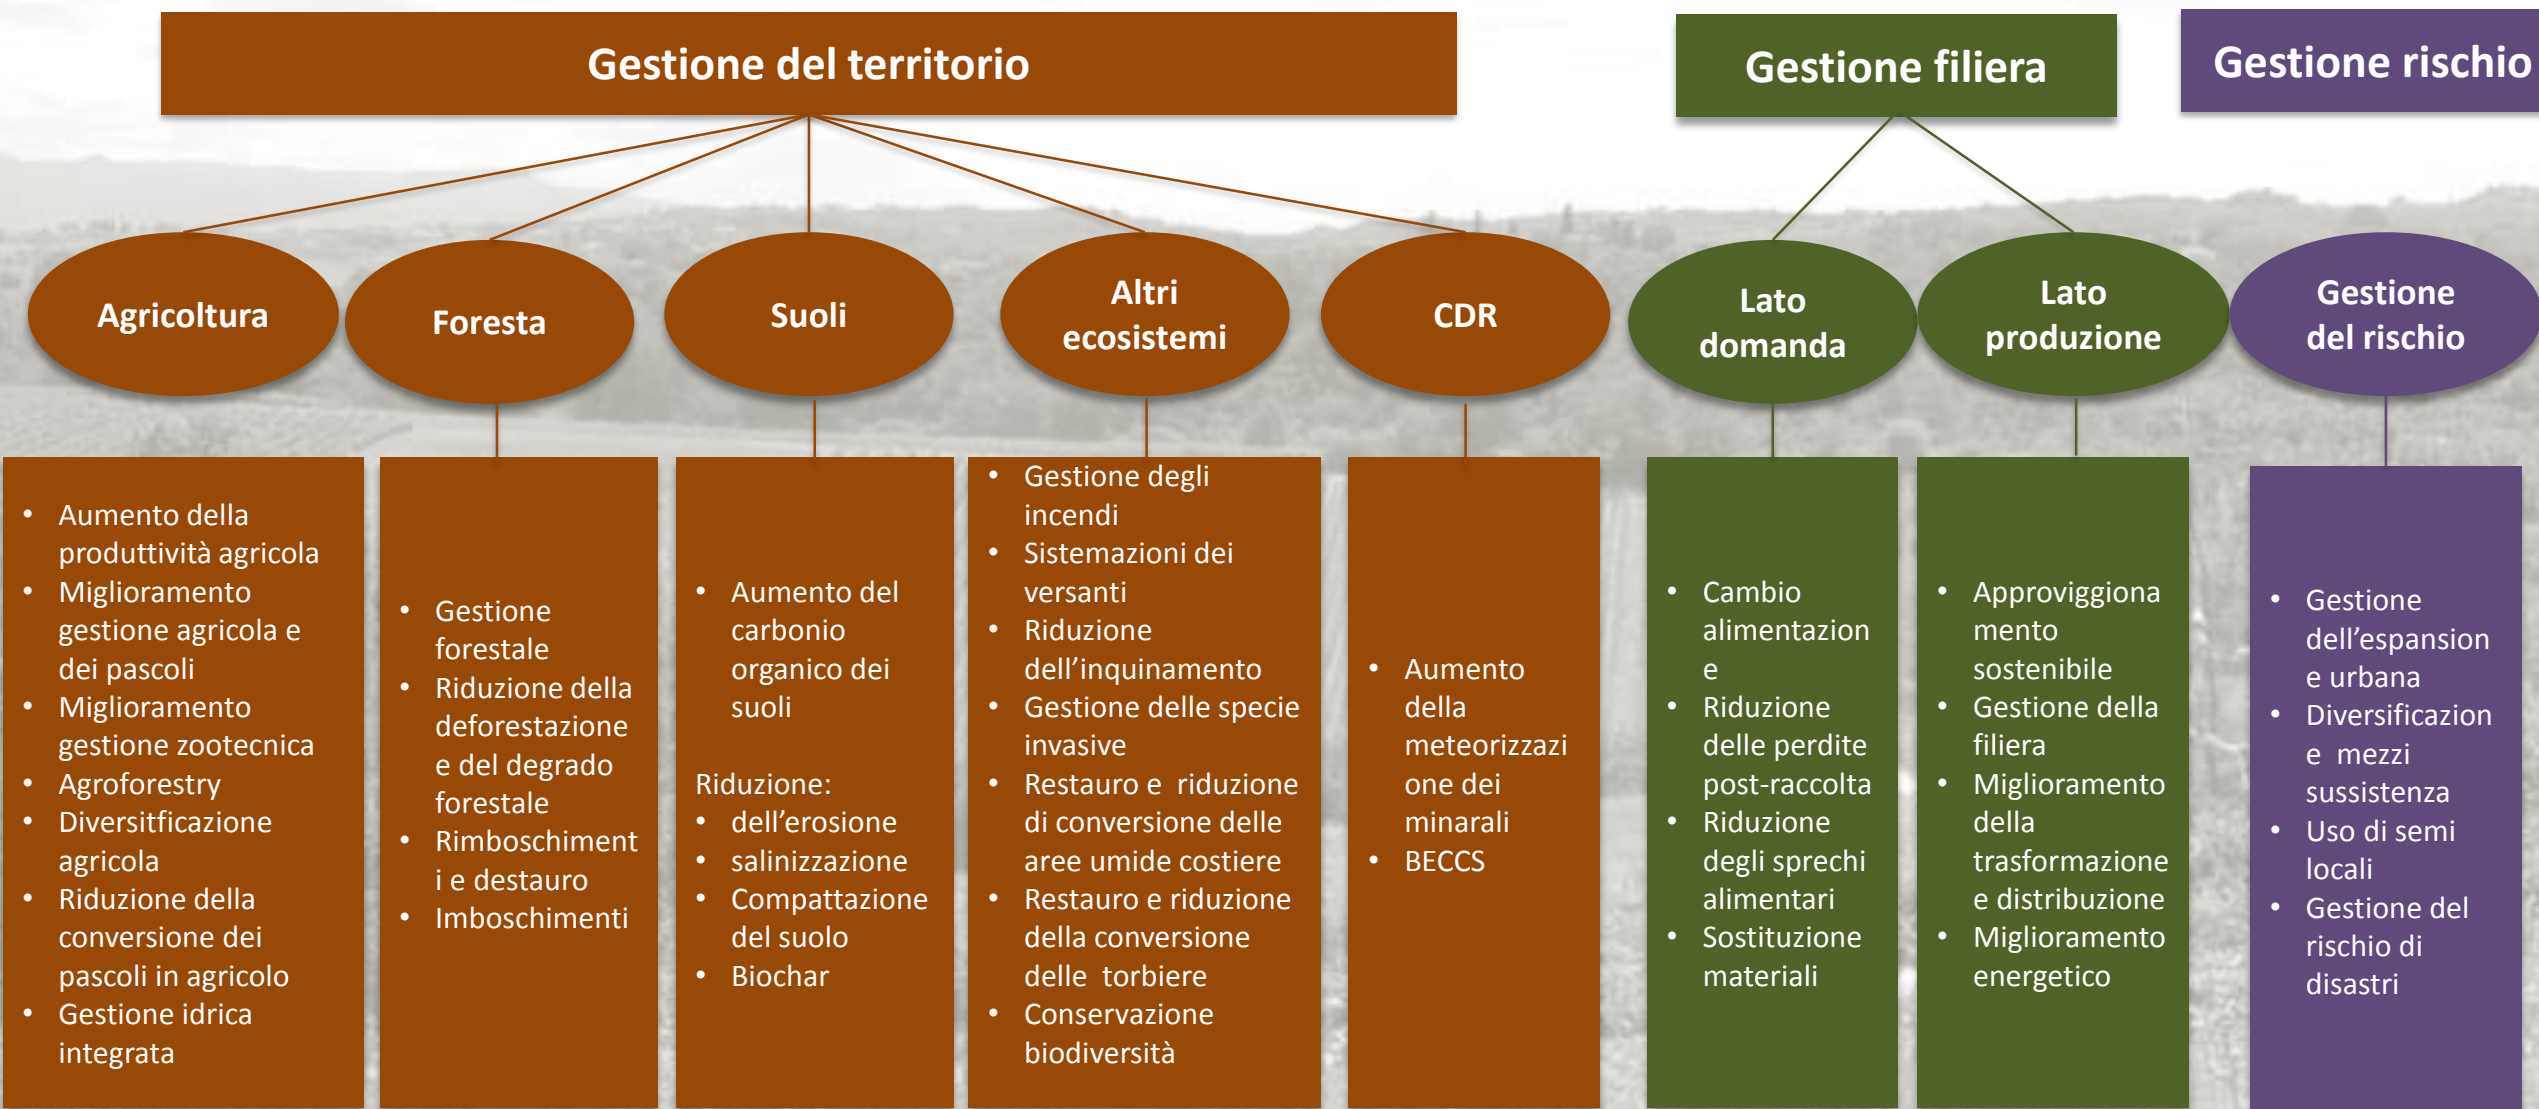 Gestione del territorio
Gestione filiera
Gestione rischio
Agricoltura
Foresta
Suoli
Altri
ecosistemi
CDR
Lato
domanda
Lato
produzione
Gestione
del rischio
• Aumento della
produttività agricola
• Miglioramento
gestione agricola e
dei pascoli
• Miglioramento
gestione zootecnica
• Agroforestry
• Diversitficazione
agricola
• Riduzione della
conversione dei
pascoli in agricolo
• Gestione idrica
integrata
• Gestione
forestale
• Riduzione della
deforestazione
e del degrado
forestale
• Rimboschiment
i e destauro
• Imboschimenti
• Aumento del
carbonio
organico dei
suoli
Riduzione:
• dell’erosione
• salinizzazione
• Compattazione
del suolo
• Biochar
• Gestione degli
incendi
• Sistemazioni dei
versanti
• Riduzione
dell’inquinamento
• Gestione delle specie
invasive
• Restauro e riduzione
di conversione delle
aree umide costiere
• Restauro e riduzione
della conversione
delle torbiere
• Conservazione
biodiversità
• Aumento
della
meteorizzazi
one dei
minarali
• BECCS
• Cambio
alimentazion
e
• Riduzione
delle perdite
post-raccolta
• Riduzione
degli sprechi
alimentari
• Sostituzione
materiali
• Approviggiona
mento
sostenibile
• Gestione della
filiera
• Miglioramento
della
trasformazione
e distribuzione
• Miglioramento
energetico
• Gestione
dell’espansion
e urbana
• Diversificazion
e mezzi
sussistenza
• Uso di semi
locali
• Gestione del
rischio di
disastri